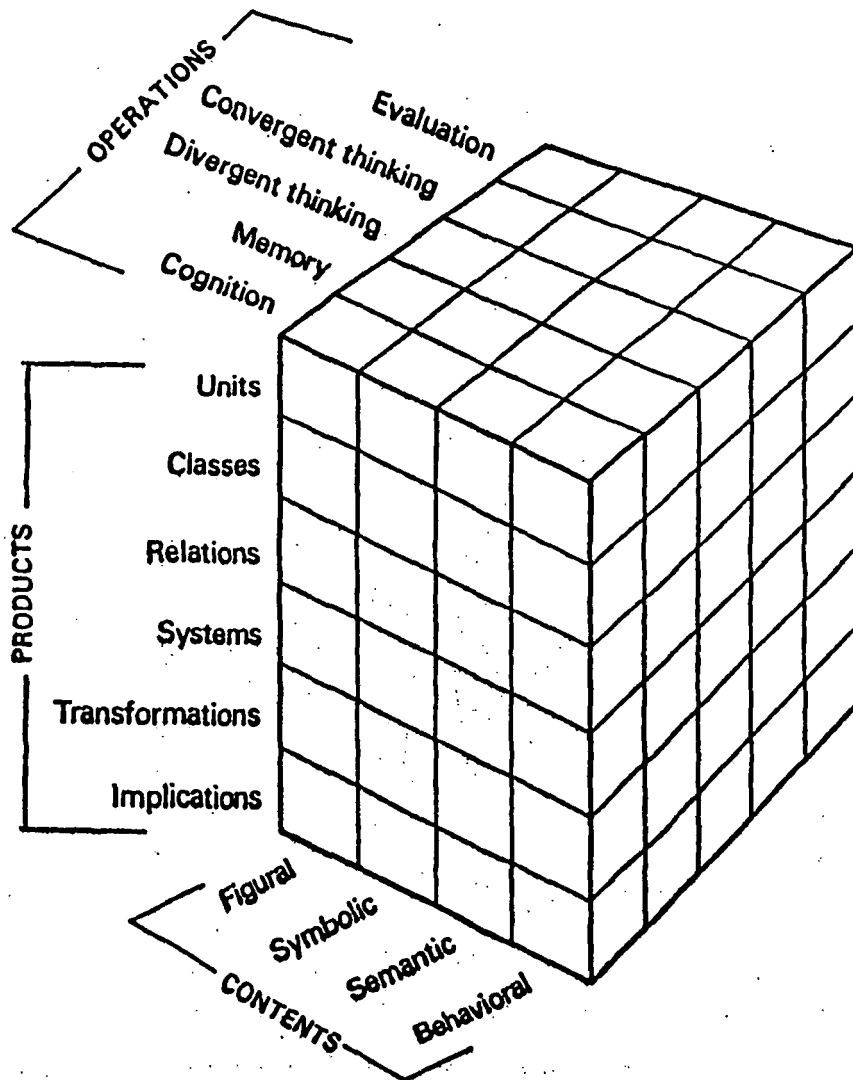 OPERATIONS
Evaluation
Convergent thinking
Divergent thinking
Memory
Cognition
PRODUCTS
Units
Classes
Relations
Systems
Transformations
Implications
Figural
Symbolic
Semantic
Behavioral
CONTENTS